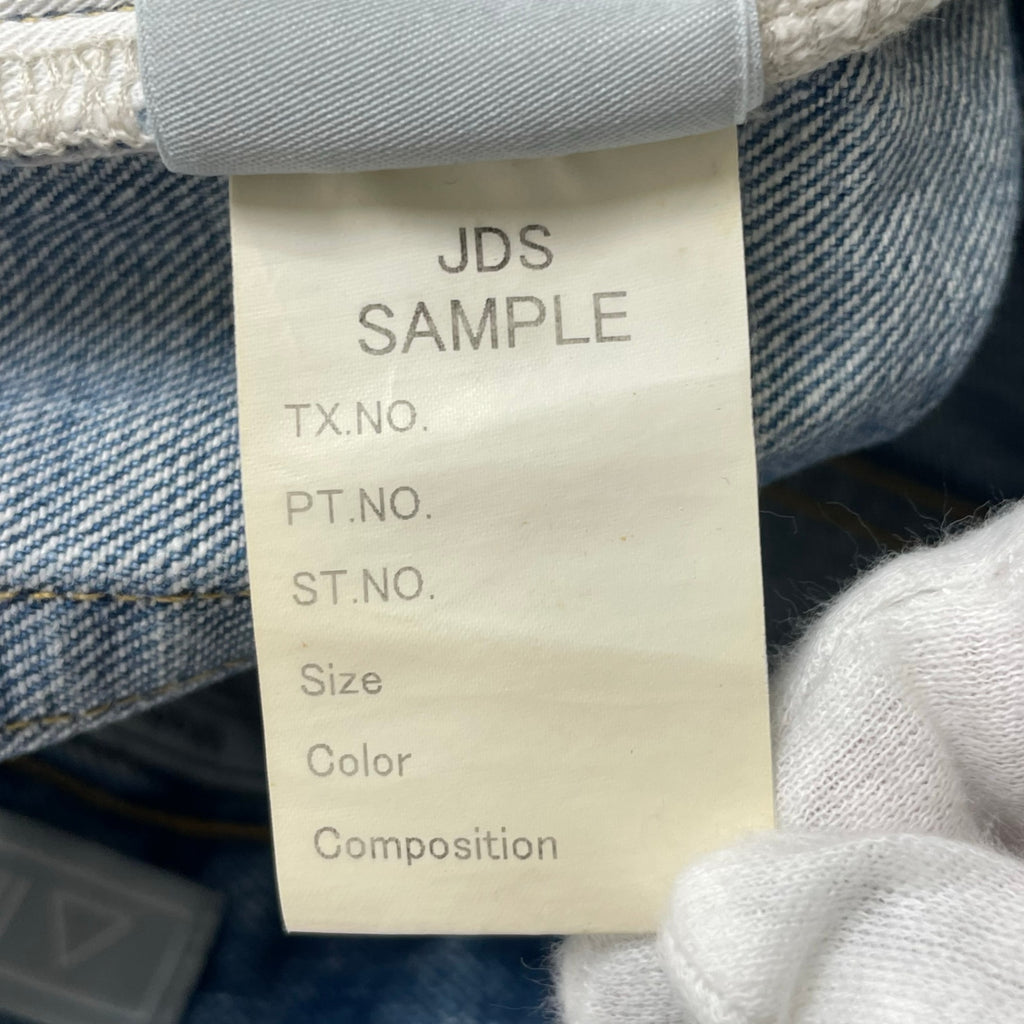 JDS
SAMPLE
TX.NO.
PT.NO.
ST.NO.
Size
Color
Composition